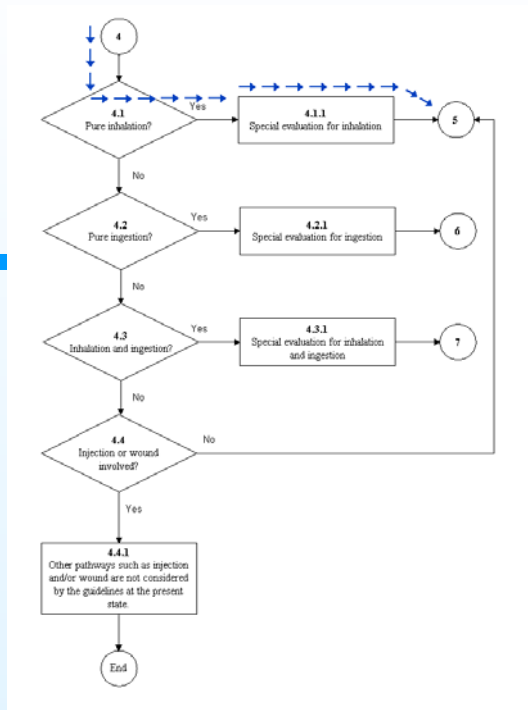 4
4.1
Pure inhalation?
Yes
4.1.1
Special evaluation for inhalation
5
No
4.2
Pure ingestion?
Yes
4.2.1
Special evaluation for ingestion
6
No
4.3
Inhalation and ingestion?
Yes
4.3.1
Special evaluation for inhalation
and ingestion
7
No
4.4
Injection or wound
involved?
No
Yes
4.4.1
Other pathways such as injection
and/or wound are not considered
by the guidelines at the present
state.
End